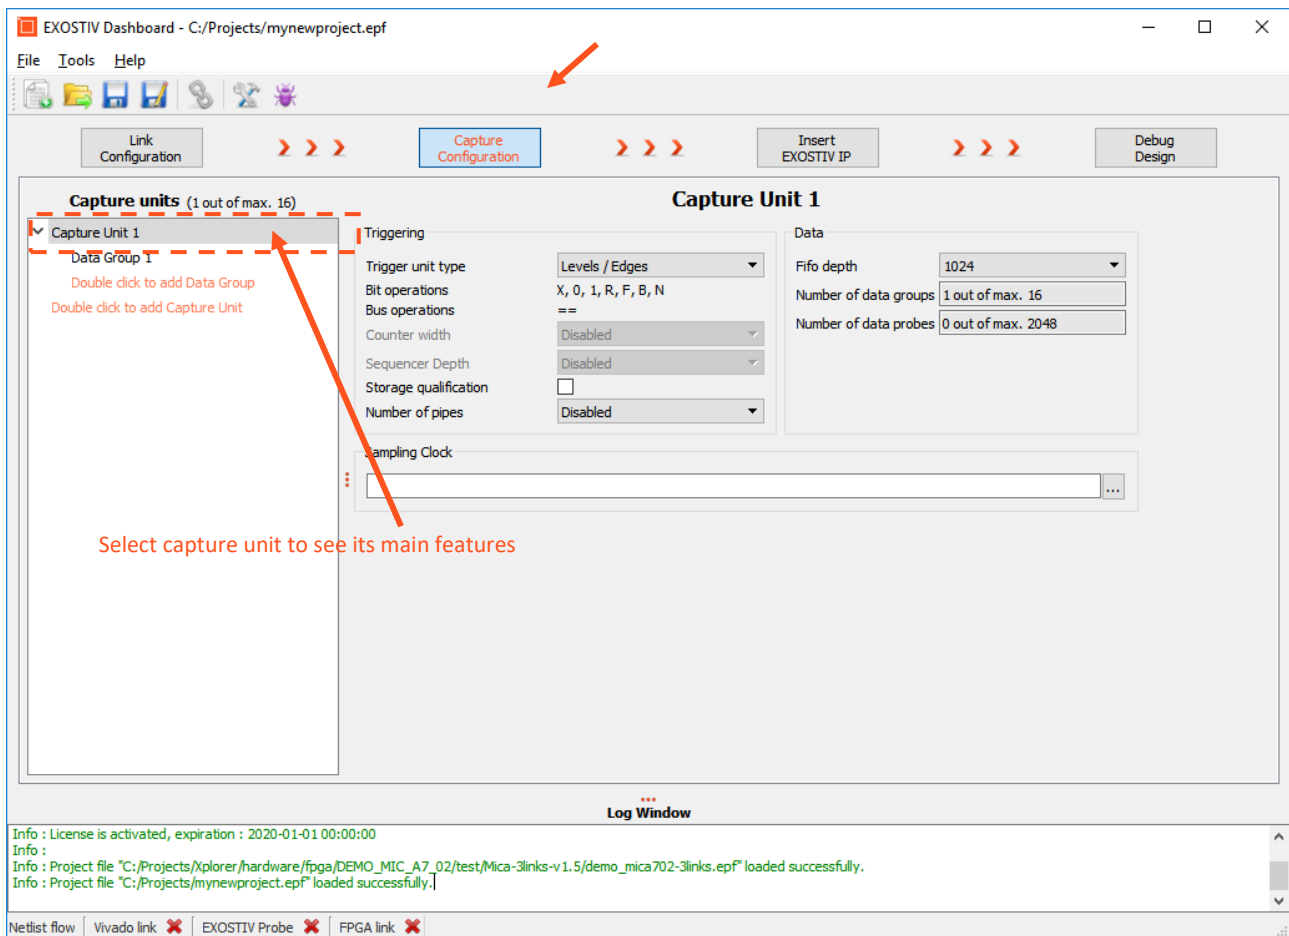 EXOSTIV Dashboard - C:/Projects/mynewproject.epf
File Tools Help
Link
Configuration
Capture
Configuration
Insert
EXOSTIV IP
Debug
Design
Capture units (1 out of max. 16)
Capture Unit 1
Data Group 1
Double click to add Data Group
Double click to add Capture Unit
Capture Unit 1
Triggering
Trigger unit type Levels / Edges
Bit operations X, 0, 1, R, F, B, N
Bus operations ==
Counter width Disabled
Sequencer Depth Disabled
Storage qualification
Number of pipes Disabled
Data
Fifo depth 1024
Number of data groups 1 out of max. 16
Number of data probes 0 out of max. 2048
Sampling Clock
...
Select capture unit to see its main features
Log Window
Info : License is activated, expiration : 2020-01-01 00:00:00
Info :
Info : Project file "C:/Projects/Xplorer/hardware/fpga/DEMO_MIC_A7_02/test/Mica-3links-v1.5/demo_mica702-3links.epf" loaded successfully.
Info : Project file "C:/Projects/mynewproject.epf" loaded successfully.
Netlist flow Vivado link EXOSTIV Probe FPGA link